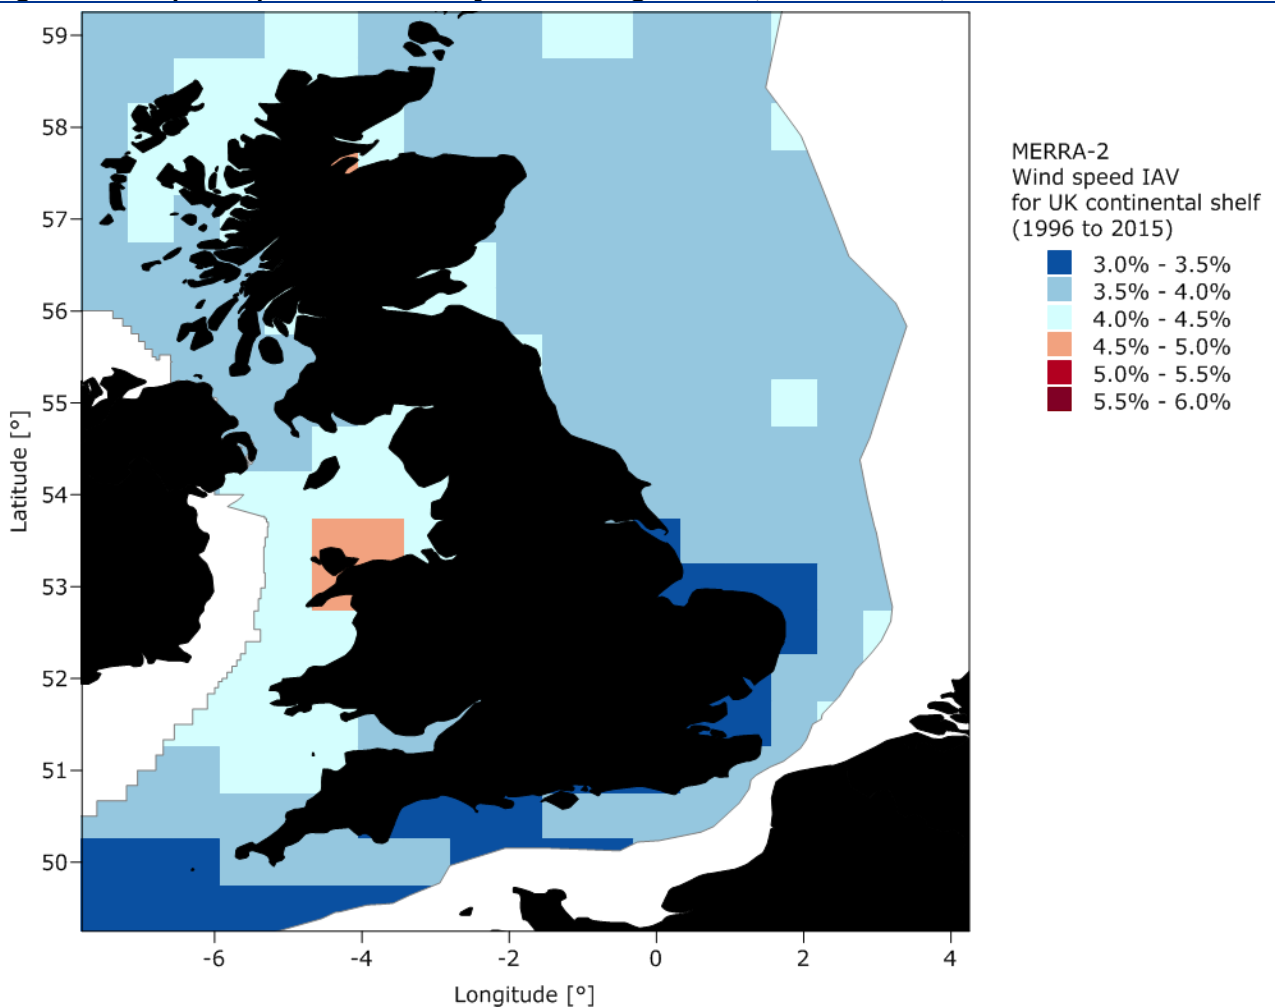 59
58
57
56
55
54
53
52
51
50
Latitude [°]
-6
-4
-2
0
2
4
Longitude [°]
MERRA-2
Wind speed IAV
for UK continental shelf
(1996 to 2015)
3.0% - 3.5%
3.5% - 4.0%
4.0% - 4.5%
4.5% - 5.0%
5.0% - 5.5%
5.5% - 6.0%